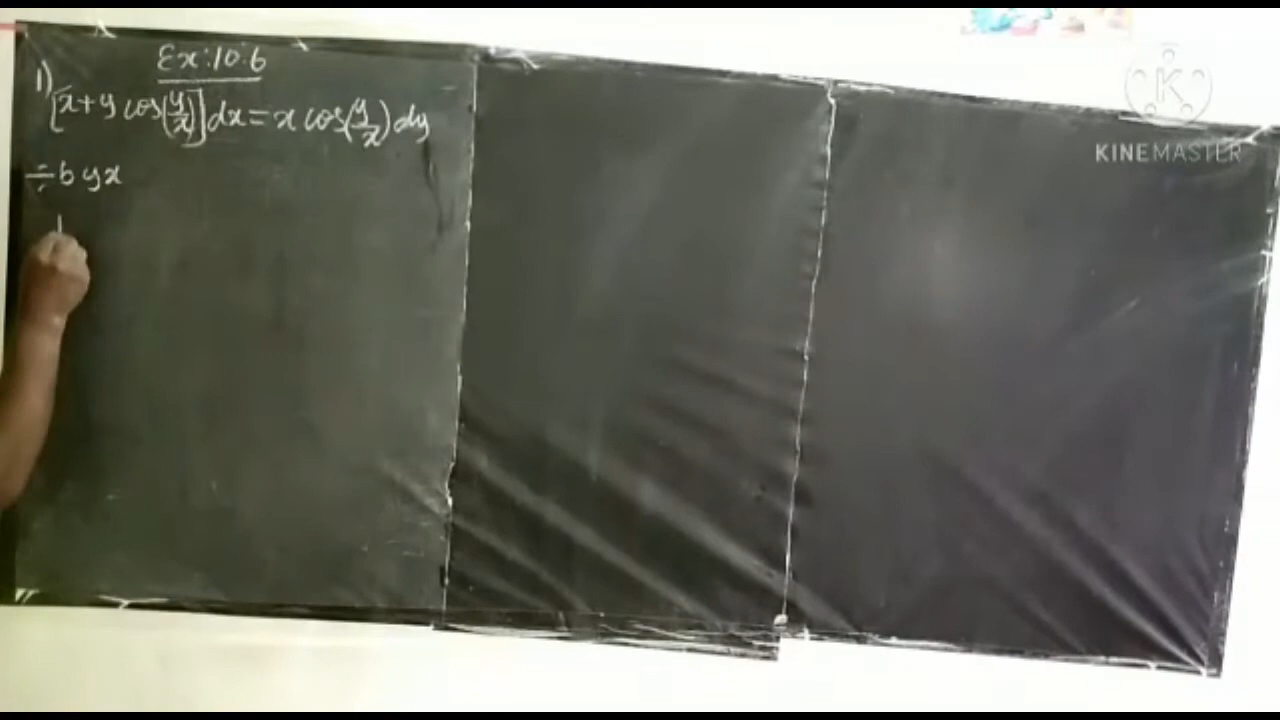 Ex:10.6
1) [x+y cos(y/x)]dx = x cos(y/x) dy
÷ by x
KINEMASTER